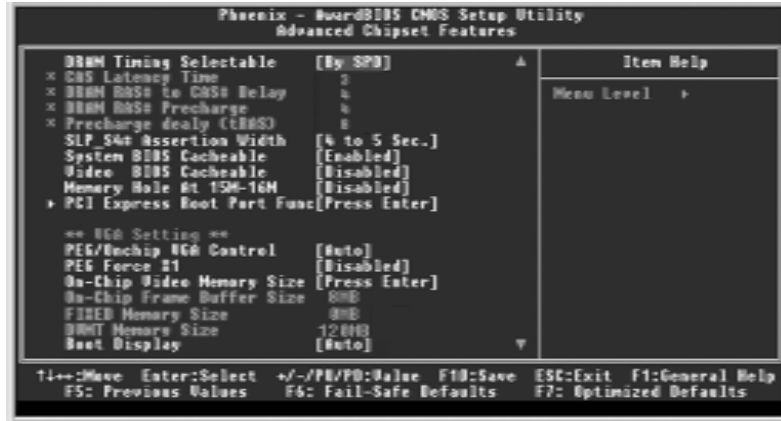 Phoenix - AwardBIOS CMOS Setup Utility
Advanced Chipset Features
DRAM Timing Selectable [By SPD]
x CAS Latency Time
x DRAM RAS# to CAS# Delay
x DRAM RAS# Precharge
x Precharge dealy (tRAS)
SLP_S4# Assertion Width [4 to 5 Sec.]
System BIOS Cacheable [Enabled]
Video BIOS Cacheable [Disabled]
Memory Hole At 15M-16M [Disabled]
PCI Express Root Port Func[Press Enter]
** VGA Setting **
PEG/Onchip VGA Control [Auto]
PEG Force X1 [Disabled]
On-Chip Video Memory Size [Press Enter]
On-Chip Frame Buffer Size 8MB
FIXED Memory Size 0MB
DVMT Memory Size 128MB
Boot Display [Auto]
Item Help
Menu Level
↑↓→←:Move Enter:Select +/-/PU/PD:Value F10:Save ESC:Exit F1:General Help
F5: Previous Values F6: Fail-Safe Defaults F7: Optimized Defaults